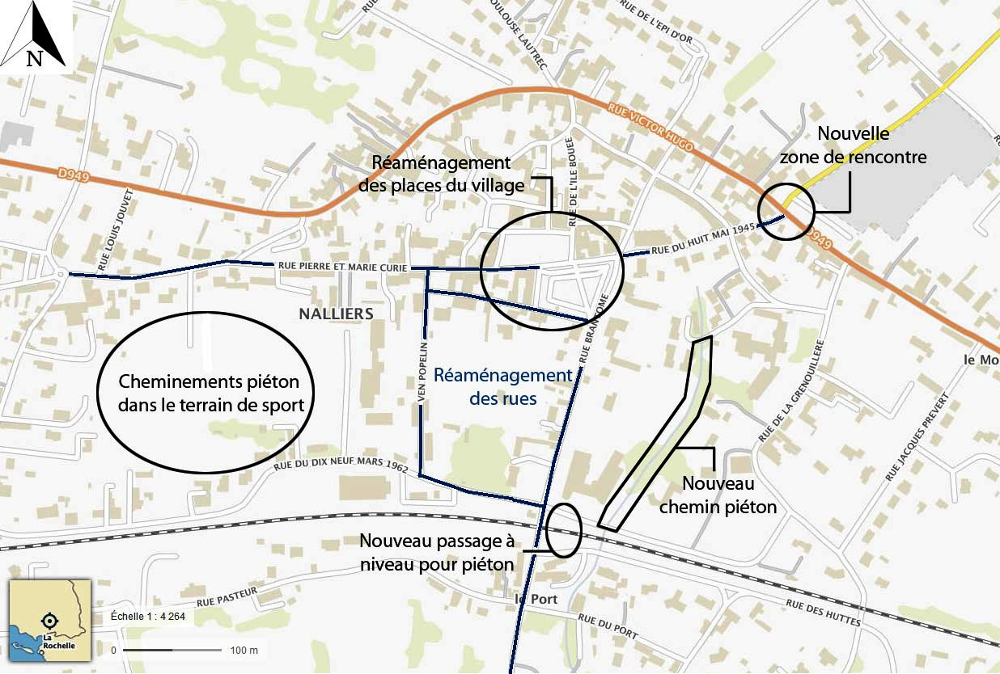 N
RUE
TOULOUSE LAUTREC
RUE DE L'EPI D'OR
RUE VICTOR HUGO
Nouvelle
zone de rencontre
Réaménagement
des places du village
RUE DE L'ILE BOUEE
D949
RUE LOUIS JOUVET
RUE DU HUIT MAI 1945
D949
RUE PIERRE ET MARIE CURIE
NALLIERS
RUE BRANTOME
le Mo
VEN POPELIN
Réaménagement
des rues
Cheminements piéton
dans le terrain de sport
RUE DE LA GRENOUILLERE
RUE JACQUES PREVERT
RUE DU DIX NEUF MARS 1962
Nouveau
chemin piéton
Nouveau passage à
niveau pour piéton
RUE PASTEUR
le Port
RUE DU PORT
RUE DES HUTTES
La
Rochelle
Échelle 1 : 4 264
0 100 m